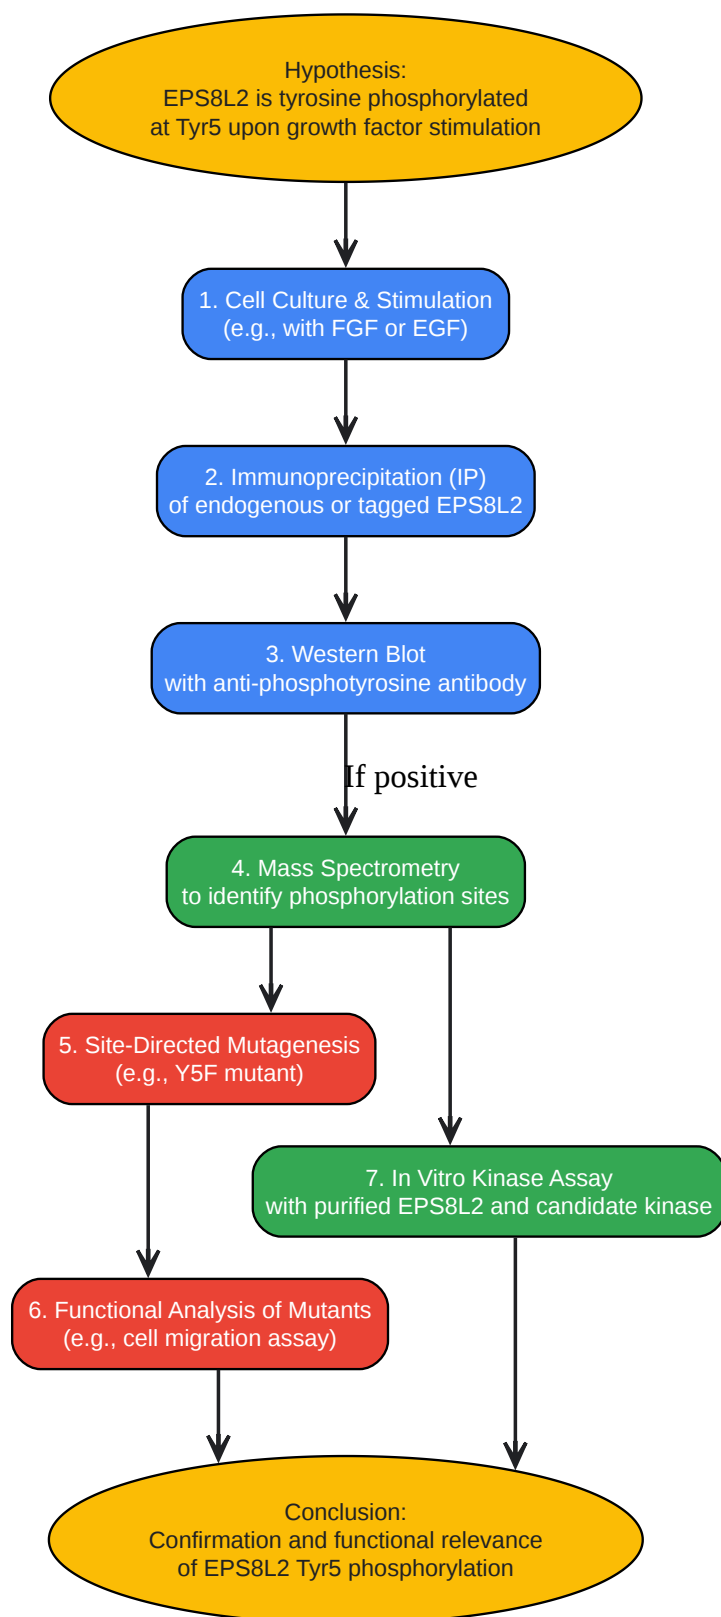 Hypothesis:
EPS8L2 is tyrosine phosphorylated
at Tyr5 upon growth factor stimulation
1. Cell Culture & Stimulation
(e.g., with FGF or EGF)
2. Immunoprecipitation (IP)
of endogenous or tagged EPS8L2
3. Western Blot
with anti-phosphotyrosine antibody
If positive
4. Mass Spectrometry
to identify phosphorylation sites
5. Site-Directed Mutagenesis
(e.g., Y5F mutant)
7. In Vitro Kinase Assay
with purified EPS8L2 and candidate kinase
6. Functional Analysis of Mutants
(e.g., cell migration assay)
Conclusion:
Confirmation and functional relevance
of EPS8L2 Tyr5 phosphorylation